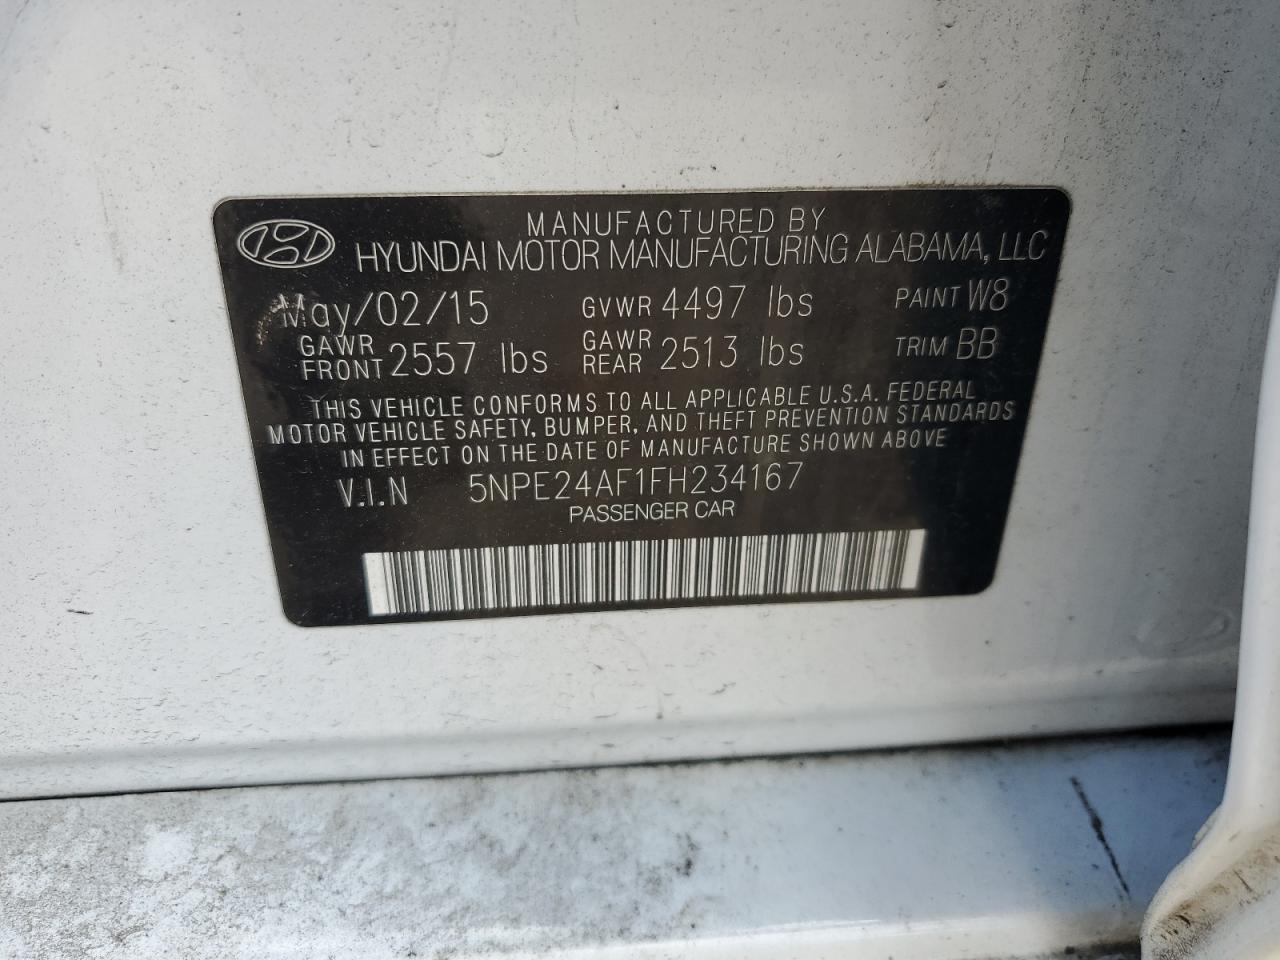 MANUFACTURED BY
HYUNDAI MOTOR MANUFACTURING ALABAMA, LLC
May/02/15 GVWR 4497 lbs PAINT W8
GAWR FRONT 2557 lbs GAWR REAR 2513 lbs TRIM BB
THIS VEHICLE CONFORMS TO ALL APPLICABLE U.S.A. FEDERAL
MOTOR VEHICLE SAFETY, BUMPER, AND THEFT PREVENTION STANDARDS
IN EFFECT ON THE DATE OF MANUFACTURE SHOWN ABOVE
V.I.N 5NPE24AF1FH234167
PASSENGER CAR